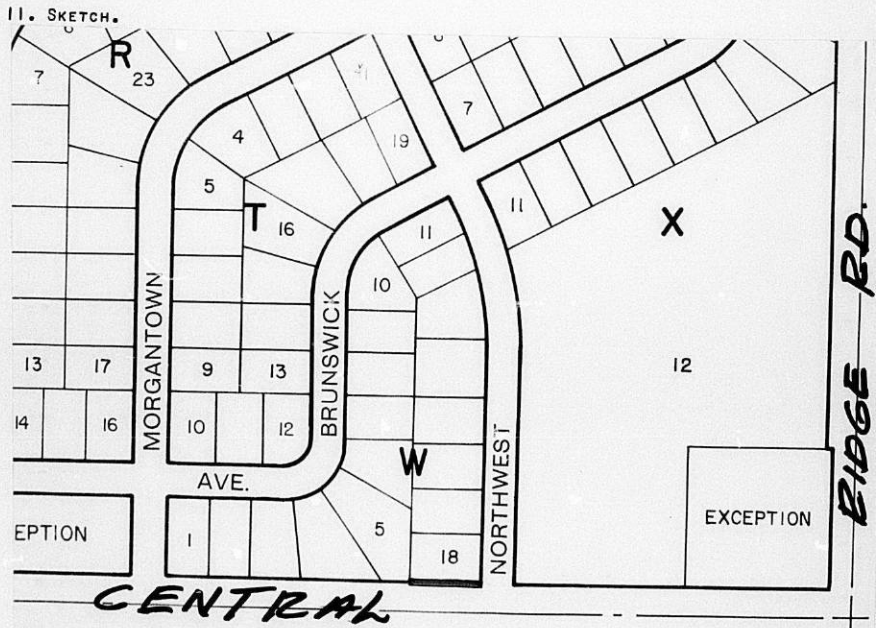 11. SKETCH.
R
23
7
4
41
19
7
5
T
16
11
11
X
10
MORGANTOWN
BRUNSWICK
RIDGE RD.
13
17
9
13
12
14
16
10
12
W
NORTHWEST
AVE.
EPTION
1
5
18
EXCEPTION
CENTRAL